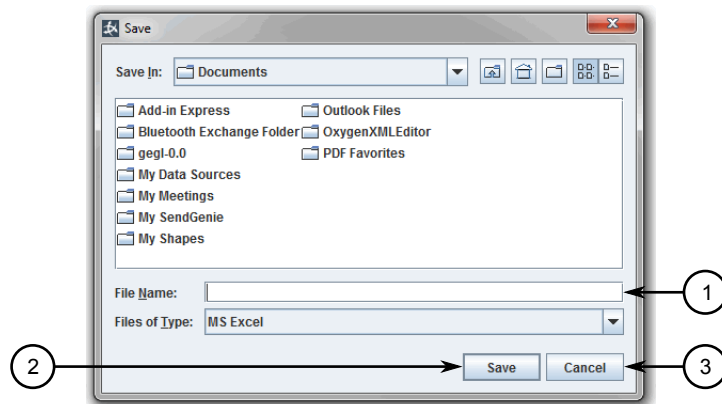 Save
Save In: Documents
Add-in Express Outlook Files
Bluetooth Exchange Folder OxygenXMLEditor
gegl-0.0 PDF Favorites
My Data Sources
My Meetings
My SendGenie
My Shapes
File Name:
1
Files of Type: MS Excel
2
Save Cancel
3